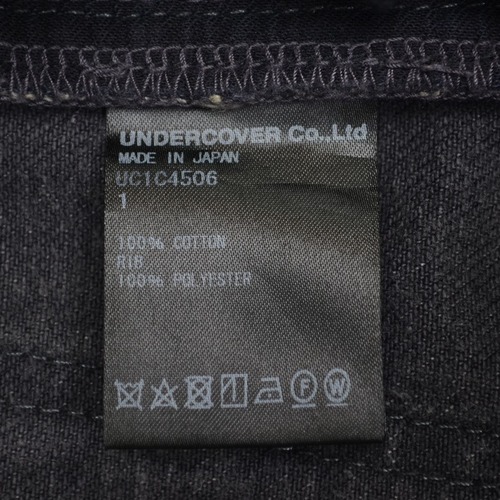 UNDERCOVER Co.,Ltd
MADE IN JAPAN
UC1C4506
1
100% COTTON
RIB
100% POLYESTER
F W